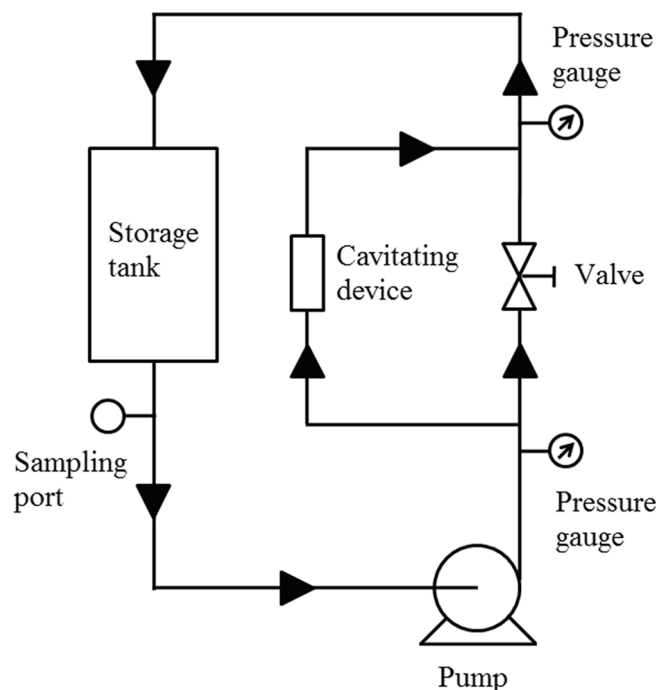 Pressure
gauge
Storage
tank
Cavitating
device
Valve
Sampling
port
Pressure
gauge
Pump